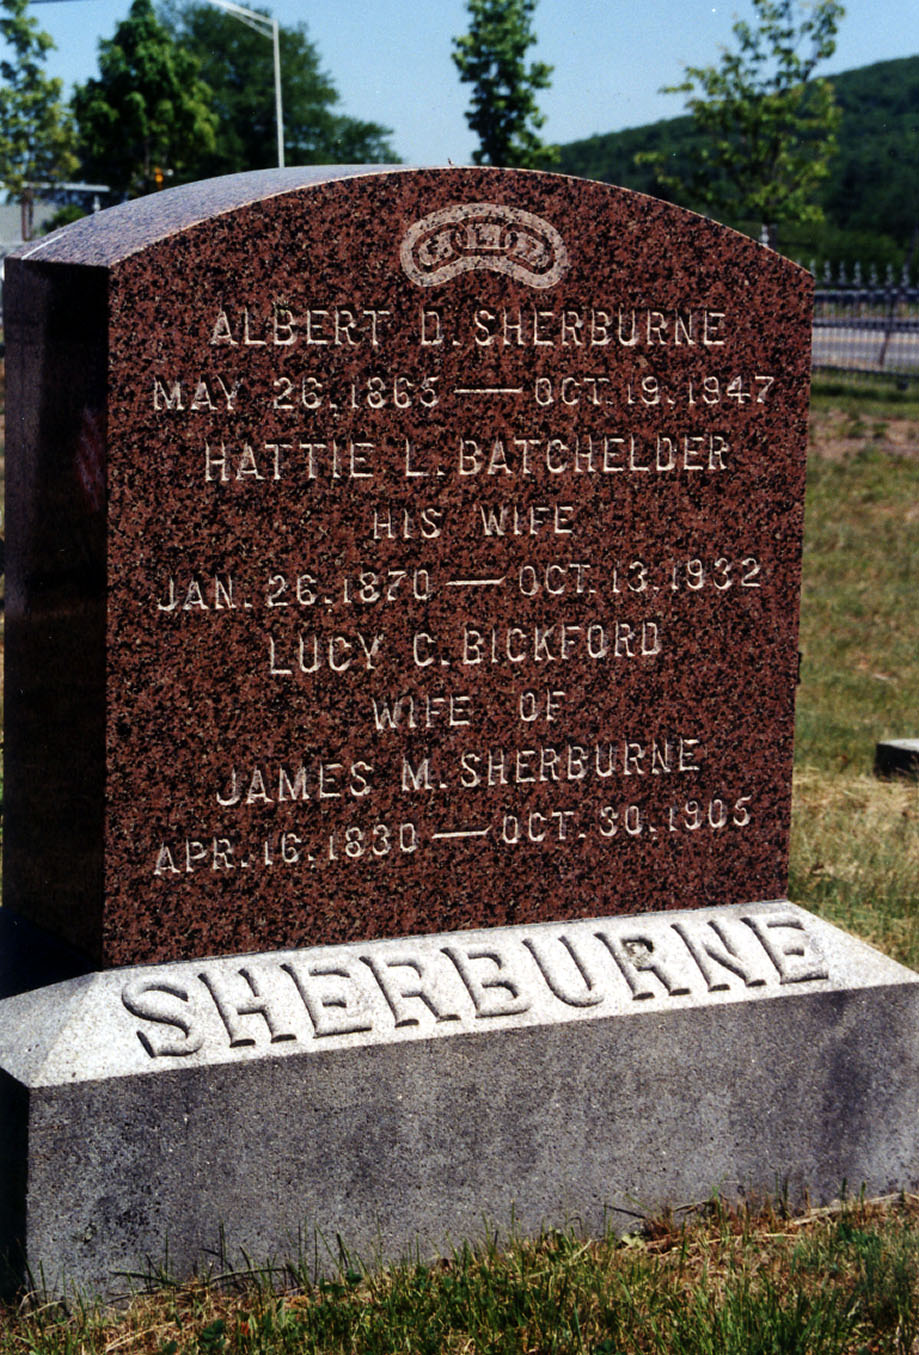 ALBERT D. SHERBURNE
MAY 26. 1865 — OCT. 19. 1947
HATTIE L. BATCHELDER
HIS WIFE
JAN. 26. 1870 — OCT. 13. 1932
LUCY C. BICKFORD
WIFE OF
JAMES M. SHERBURNE
APR. 16. 1830 — OCT. 30. 1905
SHERBURNE